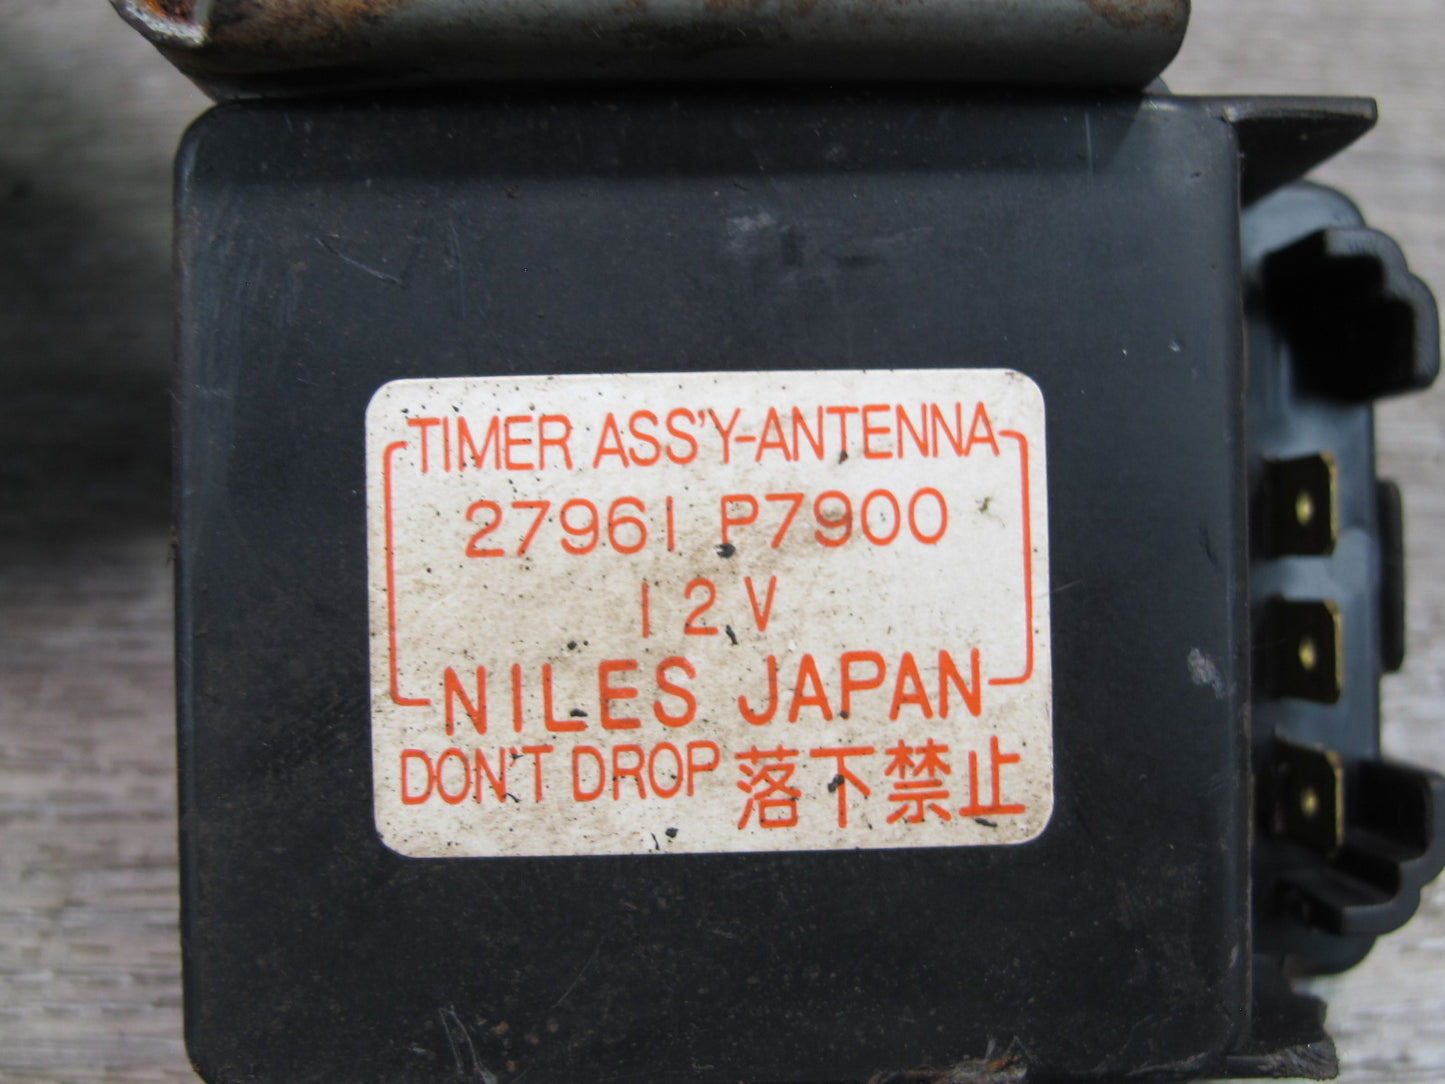 TIMER ASS'Y-ANTENNA
27961 P7900
12V
NILES JAPAN
DON'T DROP 落下禁止